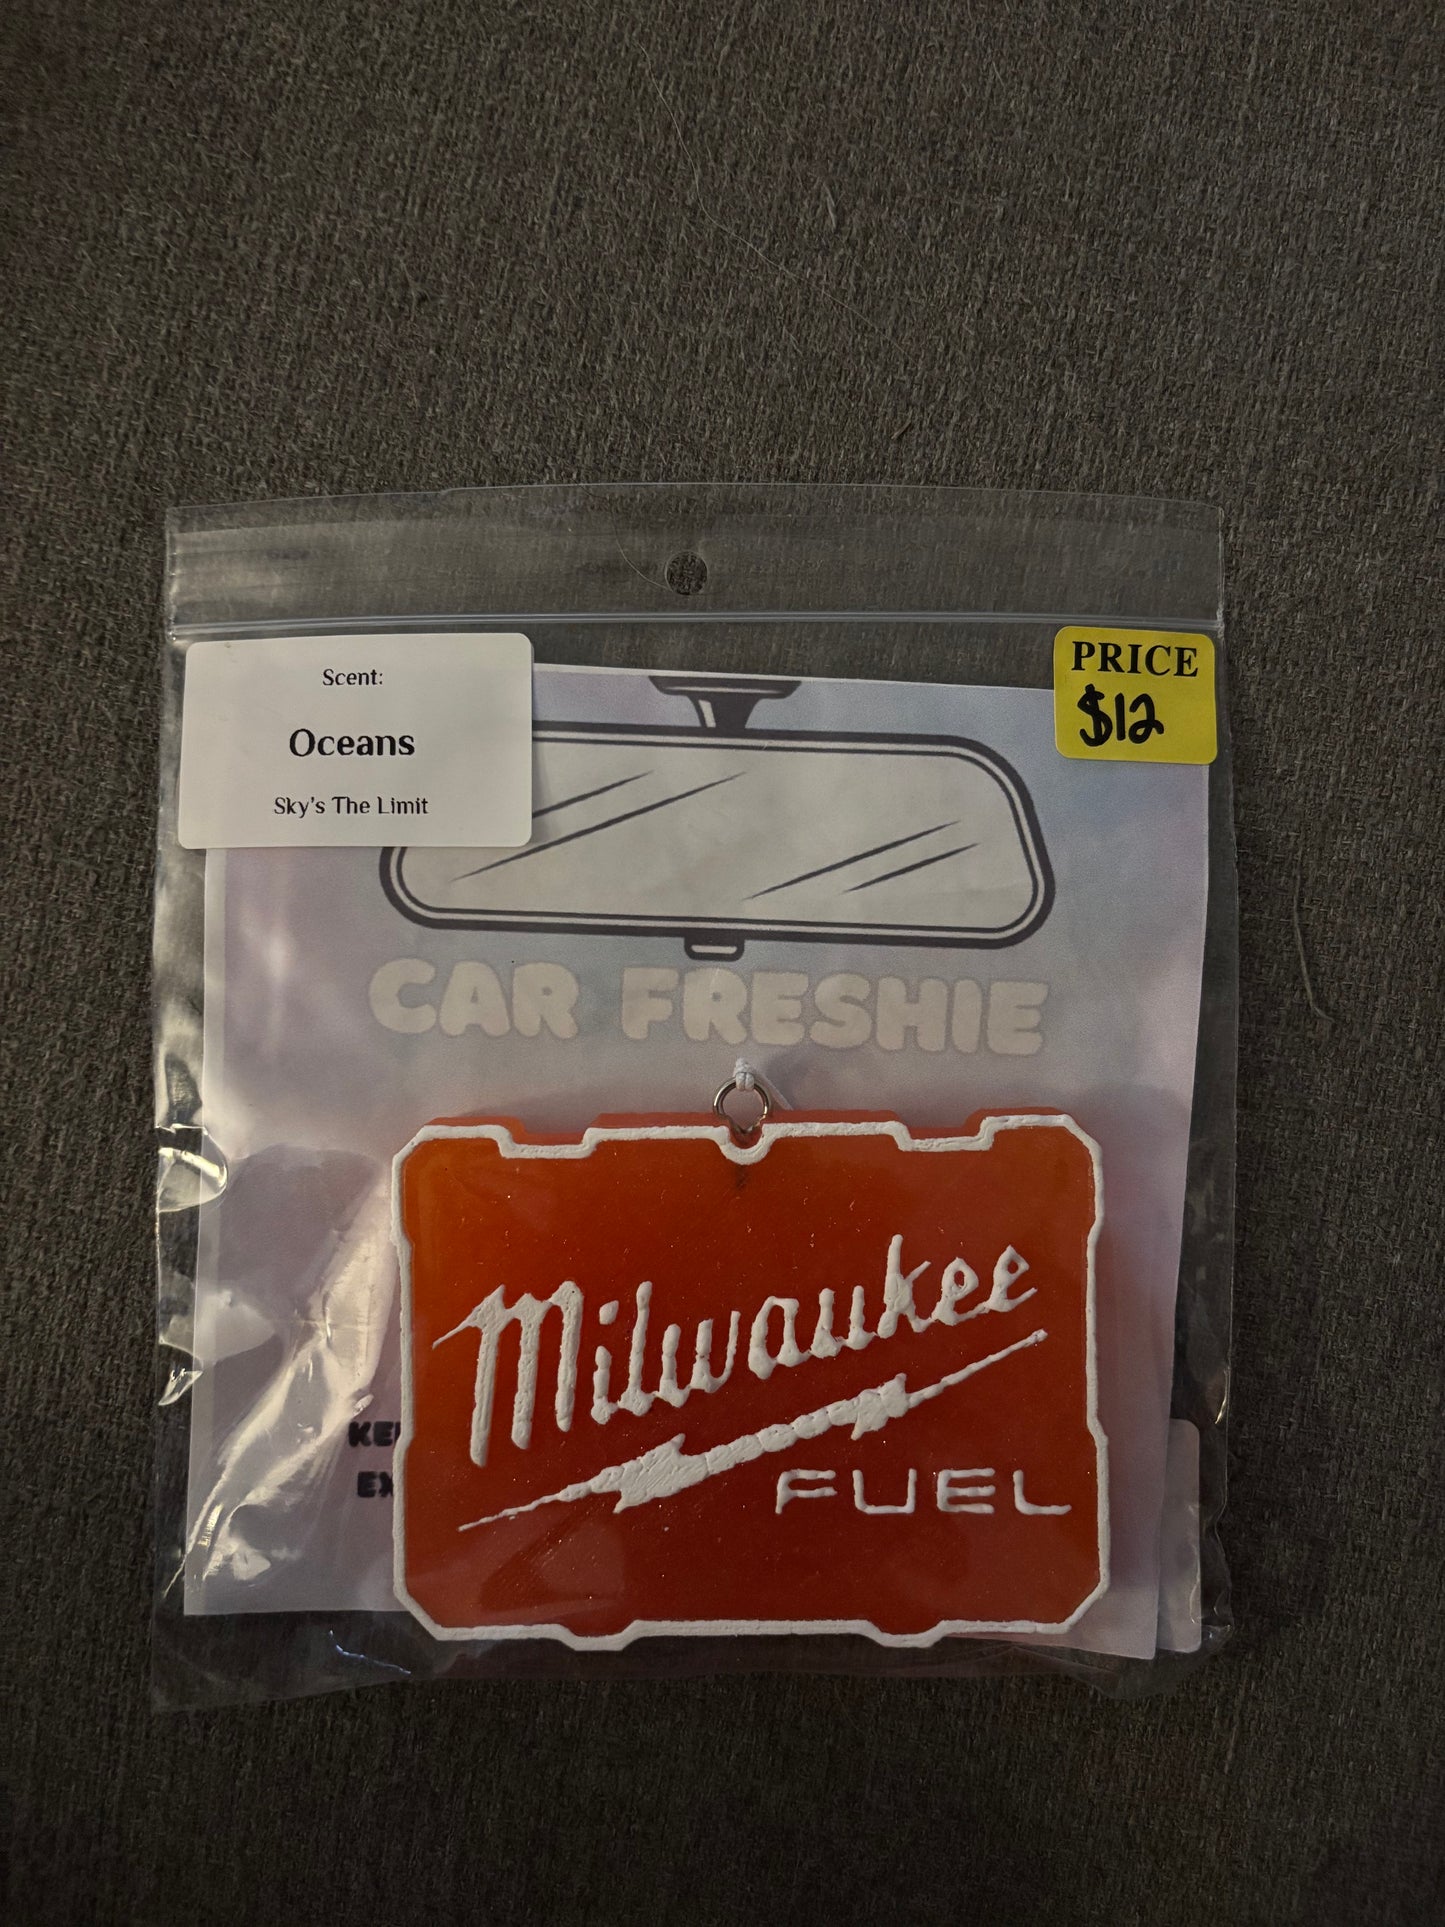 Scent:
Oceans
Sky's The Limit
PRICE
$12
CAR FRESHIE
Milwaukee
FUEL